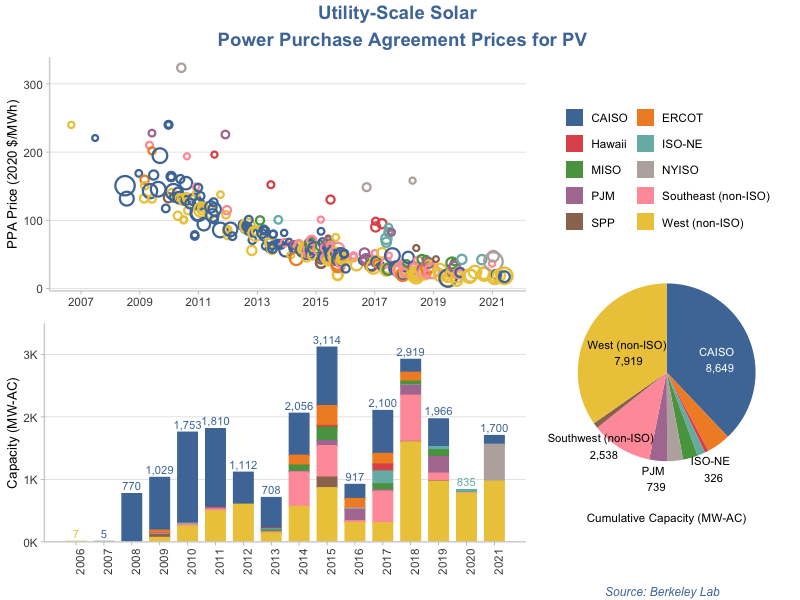 Utility-Scale Solar
Power Purchase Agreement Prices for PV
PPA Price (2020 $/MWh)
300
200
100
0
2007 2009 2011 2013 2015 2017 2019 2021
CAISO ERCOT
Hawaii ISO-NE
MISO NYISO
PJM Southeast (non-ISO)
SPP West (non-ISO)
Capacity (MW-AC)
3K
2K
1K
0K
7 5 770 1,029 1,753 1,810 1,112 708 2,056 3,114 917 2,100 2,919 1,966 835 1,700
2006 2007 2008 2009 2010 2011 2012 2013 2014 2015 2016 2017 2018 2019 2020 2021
West (non-ISO)
7,919
CAISO
8,649
Southwest (non-ISO)
2,538
PJM
739
ISO-NE
326
Cumulative Capacity (MW-AC)
Source: Berkeley Lab